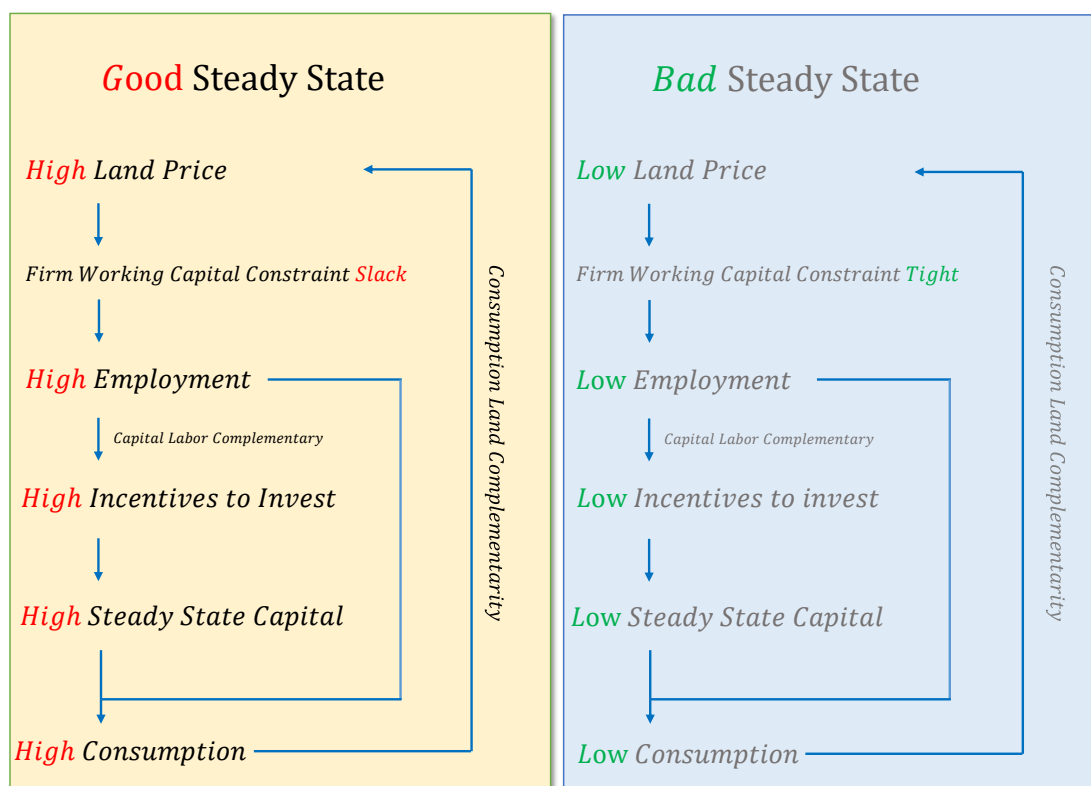 Good Steady State
High Land Price
Firm Working Capital Constraint Slack
High Employment
Capital Labor Complementary
High Incentives to Invest
High Steady State Capital
High Consumption
Consumption Land Complementarity
Bad Steady State
Low Land Price
Firm Working Capital Constraint Tight
Low Employment
Capital Labor Complementary
Low Incentives to invest
Low Steady State Capital
Low Consumption
Consumption Land Complementarity